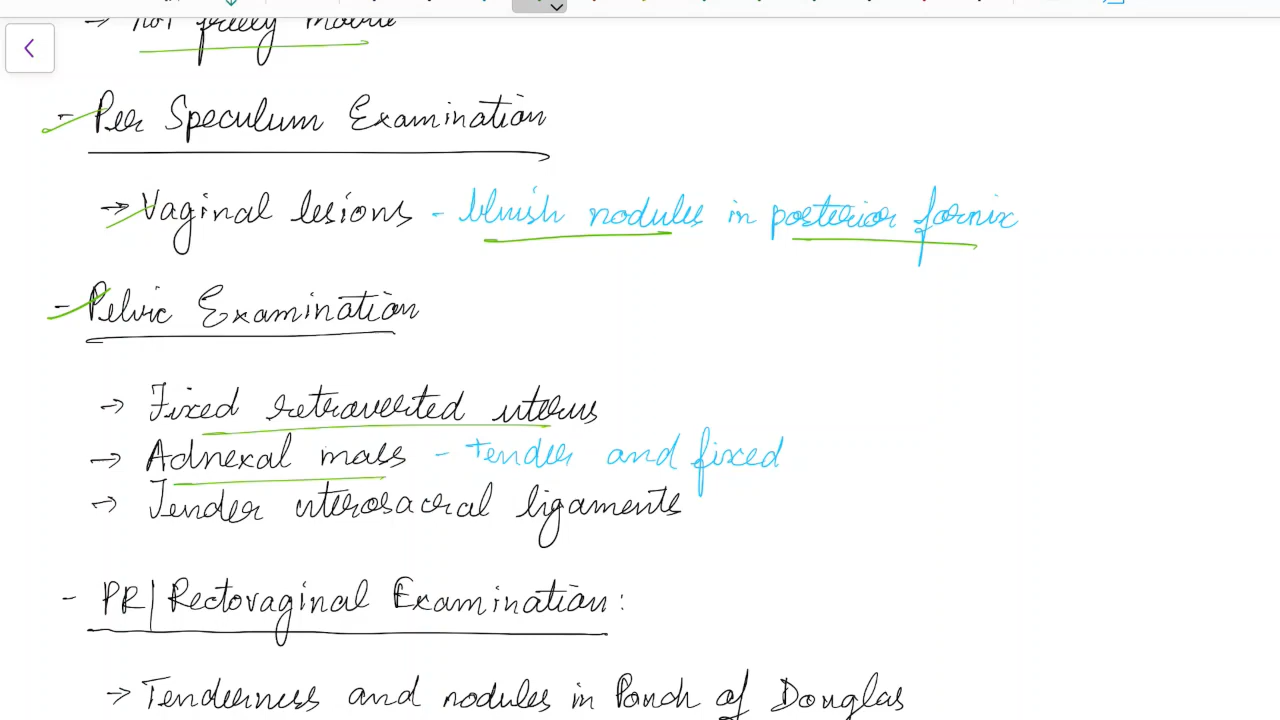 → not freely mobile
- Per Speculum Examination
→ Vaginal lesions - bluish nodules in posterior fornix
- Pelvic Examination
→ Fixed retroverted uterus
→ Adnexal mass - tender and fixed
→ Tender uterosacral ligaments
- PR/Rectovaginal Examination:
→ Tenderness and nodules in Pouch of Douglas